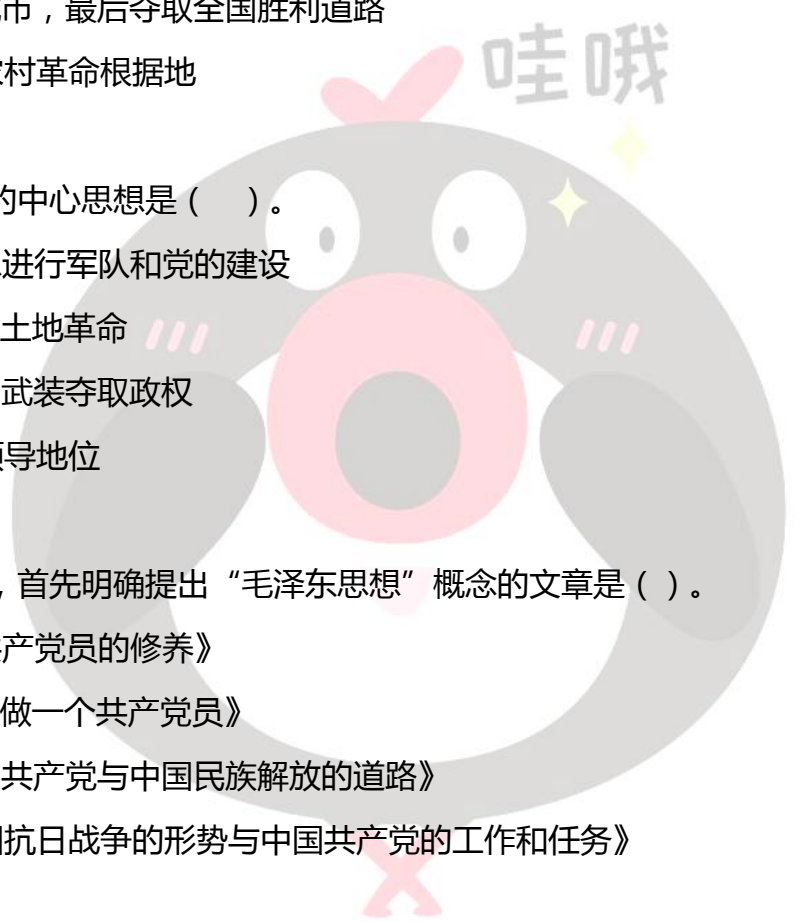 市，最后夺取全国胜利道路
哇哦
村革命根据地
的中心思想是（ ）。
进行军队和党的建设
土地革命
武装夺取政权
导地位
，首先明确提出“毛泽东思想”概念的文章是（ ）。
产党员的修养》
做一个共产党员》
共产党与中国民族解放的道路》
抗日战争的形势与中国共产党的工作和任务》